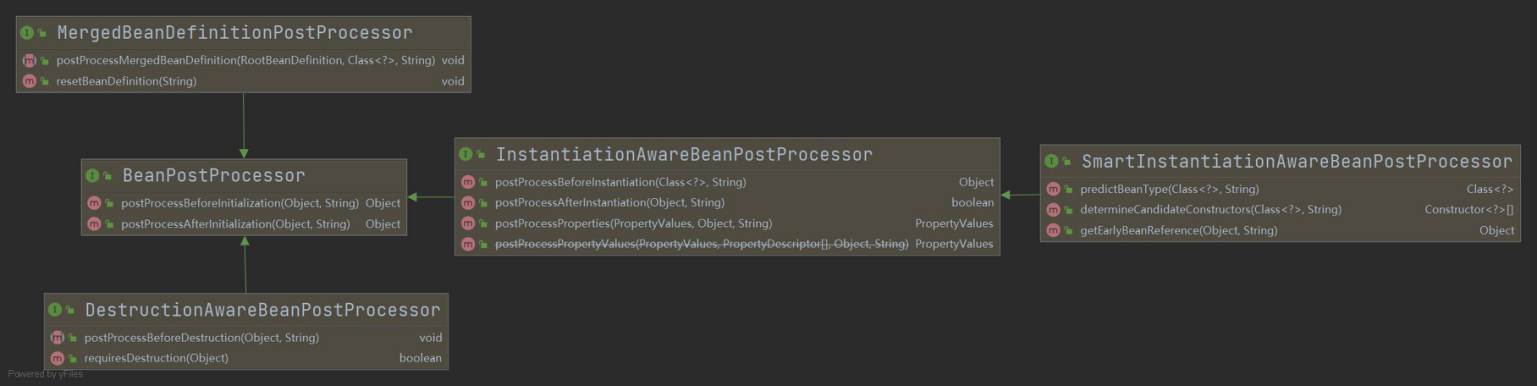 MergedBeanDefinitionPostProcessor
postProcessMergedBeanDefinition(RootBeanDefinition, Class<?>, String) void
resetBeanDefinition(String) void
BeanPostProcessor
postProcessBeforeInitialization(Object, String) Object
postProcessAfterInitialization(Object, String) Object
InstantiationAwareBeanPostProcessor
postProcessBeforeInstantiation(Class<?>, String) Object
postProcessAfterInstantiation(Object, String) boolean
postProcessProperties(PropertyValues, Object, String) PropertyValues
postProcessPropertyValues(PropertyValues, PropertyDescriptor[], Object, String) PropertyValues
SmartInstantiationAwareBeanPostProcessor
predictBeanType(Class<?>, String) Class<?>
determineCandidateConstructors(Class<?>, String) Constructor<?>[]
getEarlyBeanReference(Object, String) Object
DestructionAwareBeanPostProcessor
postProcessBeforeDestruction(Object, String) void
requiresDestruction(Object) boolean
Powered by yFiles